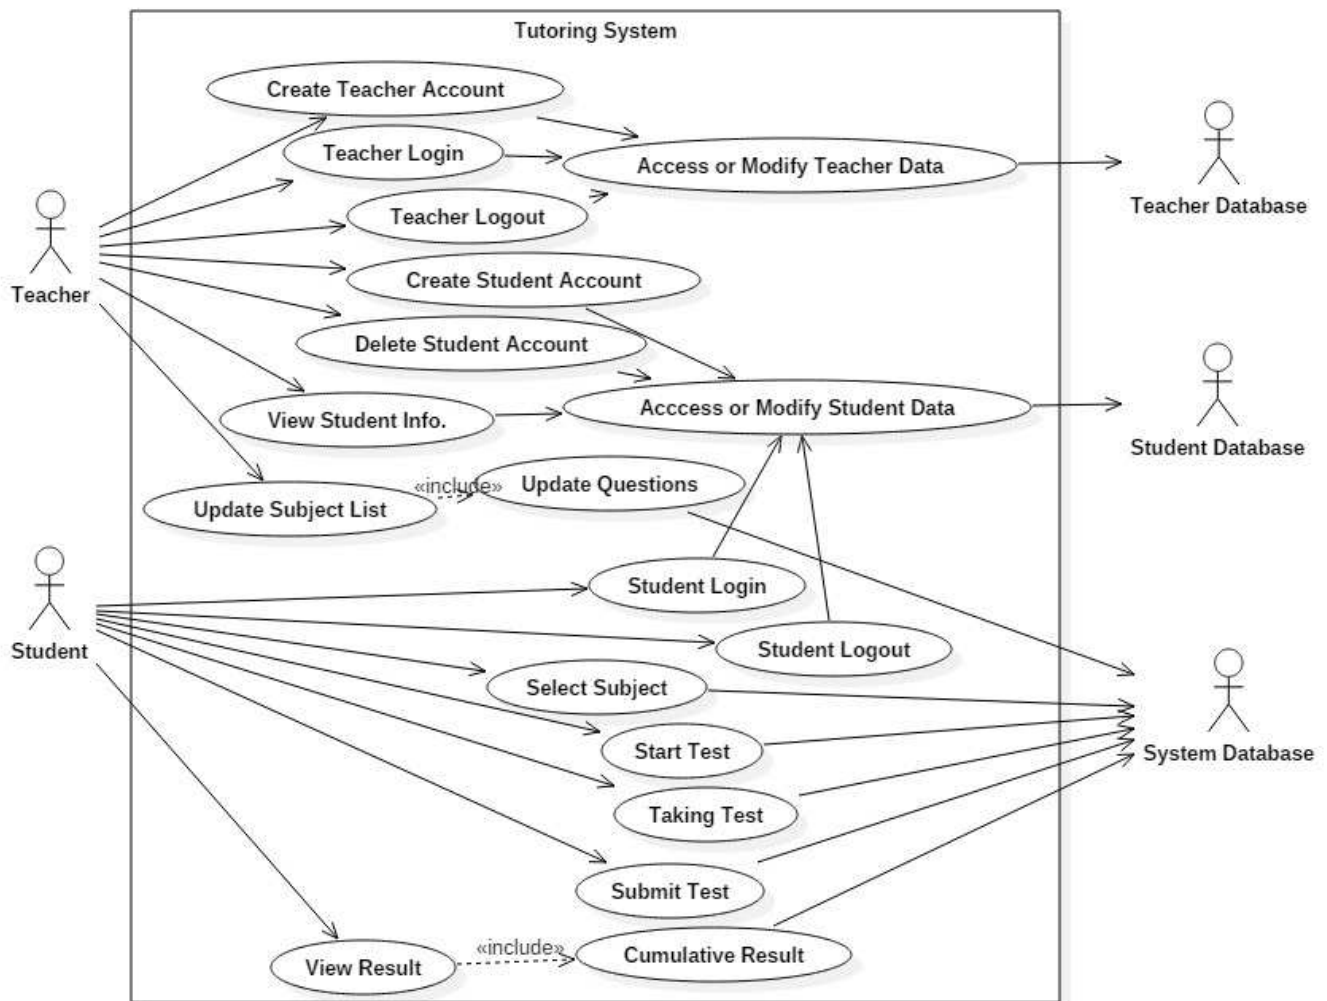 Tutoring System
Create Teacher Account
Teacher Login
Access or Modify Teacher Data
Teacher Database
Teacher Logout
Teacher
Create Student Account
Delete Student Account
View Student Info.
Acccess or Modify Student Data
Student Database
«include»
Update Questions
Update Subject List
Student Login
Student
Student Logout
Select Subject
Start Test
System Database
Taking Test
Submit Test
«include»
Cumulative Result
View Result